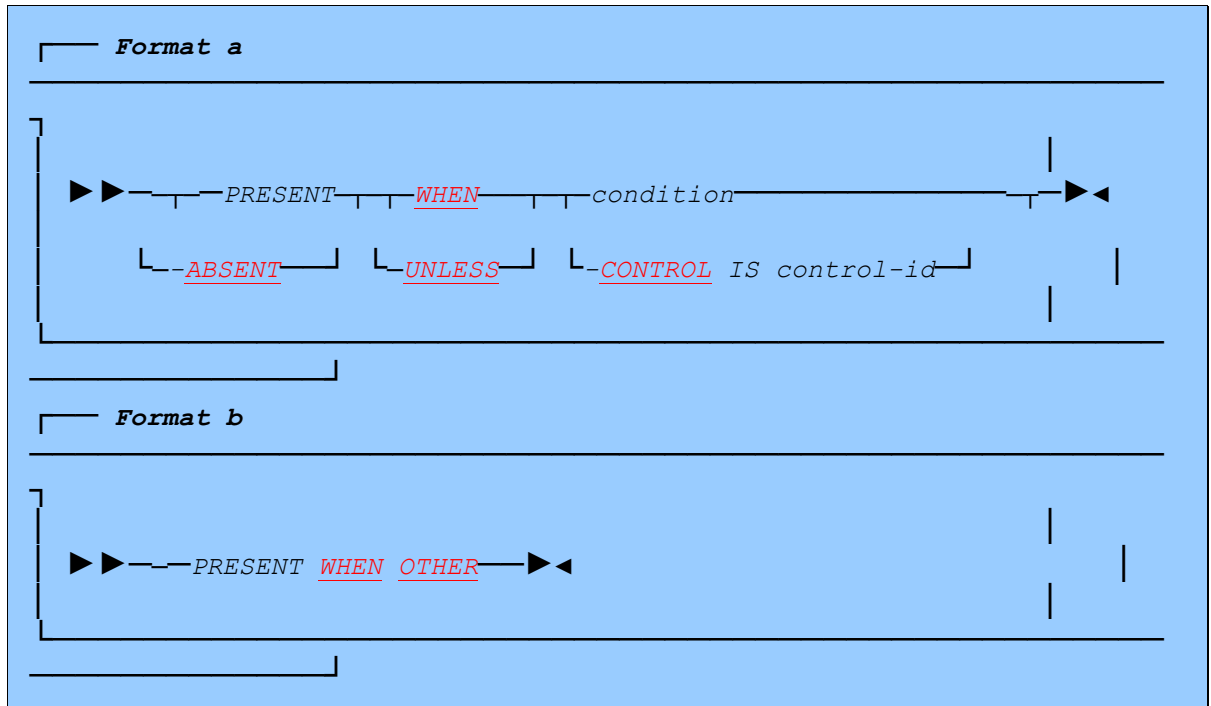 Format a
PRESENT WHEN condition
-ABSENT UNLESS -CONTROL IS control-id
Format b
PRESENT WHEN OTHER